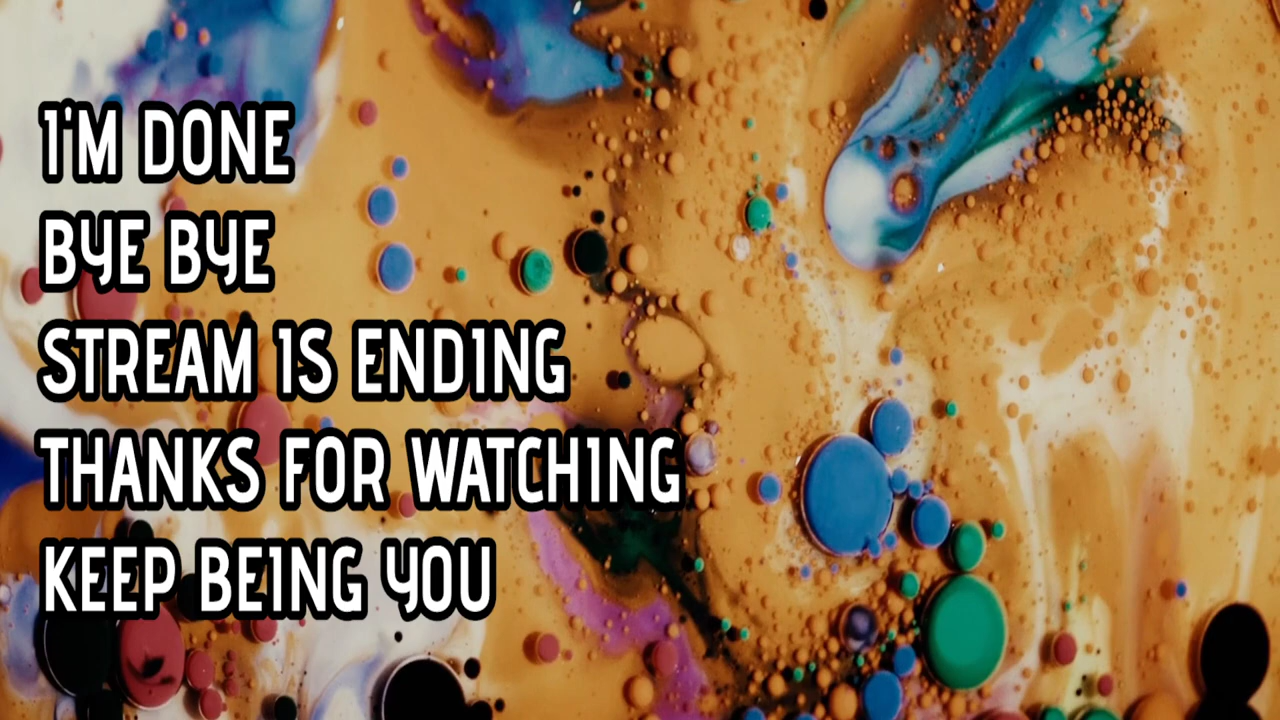 I'M DONE
BYE BYE
STREAM IS ENDING
THANKS FOR WATCHING
KEEP BEING YOU